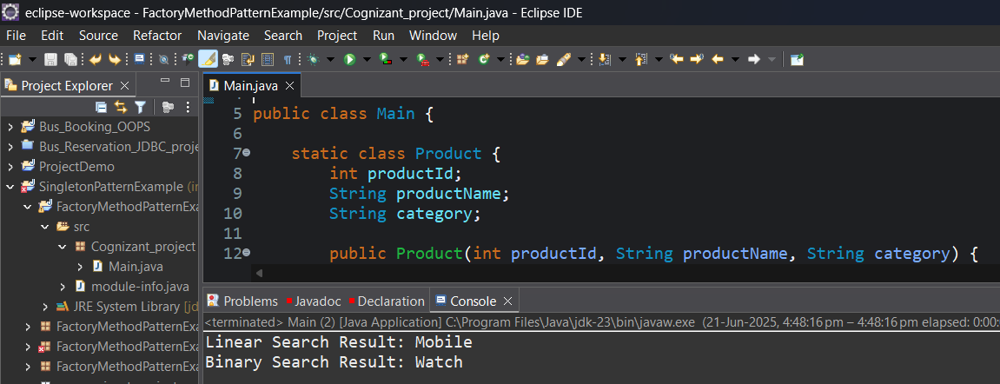 eclipse-workspace - FactoryMethodPatternExample/src/Cognizant_project/Main.java - Eclipse IDE
File Edit Source Refactor Navigate Search Project Run Window Help
Project Explorer
Bus_Booking_OOPS
Bus_Reservation_JDBC_proje
ProjectDemo
SingletonPatternExample (in
FactoryMethodPatternExa
src
Cognizant_project
Main.java
module-info.java
JRE System Library [jd
FactoryMethodPatternExa
FactoryMethodPatternExa
FactoryMethodPatternExa
Main.java
5 public class Main {
6
7 static class Product {
8 int productId;
9 String productName;
10 String category;
11
12 public Product(int productId, String productName, String category) {
Problems Javadoc Declaration Console
<terminated> Main (2) [Java Application] C:\Program Files\Java\jdk-23\bin\javaw.exe (21-Jun-2025, 4:48:16 pm – 4:48:16 pm elapsed: 0:00:
Linear Search Result: Mobile
Binary Search Result: Watch